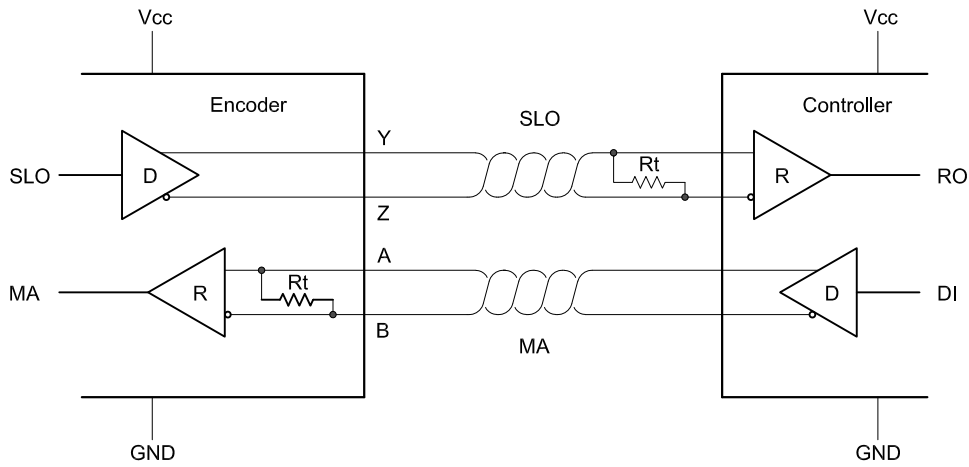 Vcc
Vcc
Encoder
SLO
Controller
Y
SLO
D
Rt
R
RO
Z
A
MA
R
Rt
D
DI
B
MA
GND
GND